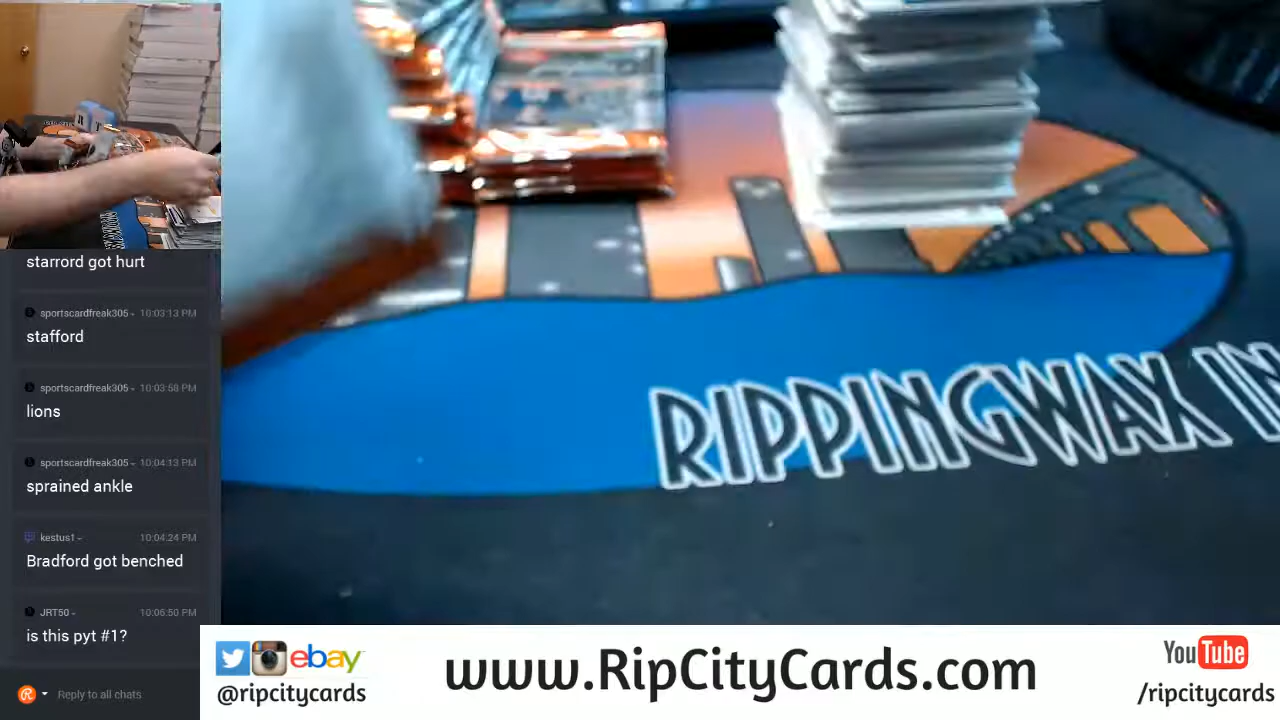 starrord got hurt
sportscardfreak305 10:03:13 PM
stafford
sportscardfreak305 10:03:58 PM
lions
sportscardfreak305 10:04:13 PM
sprained ankle
kestus1 10:04:24 PM
Bradford got benched
JRT50 10:06:50 PM
is this pyt #1?
Reply to all chats
RIPPINGWAX IN
ebay
@ripcitycards
www.RipCityCards.com
YouTube
/ripcitycards